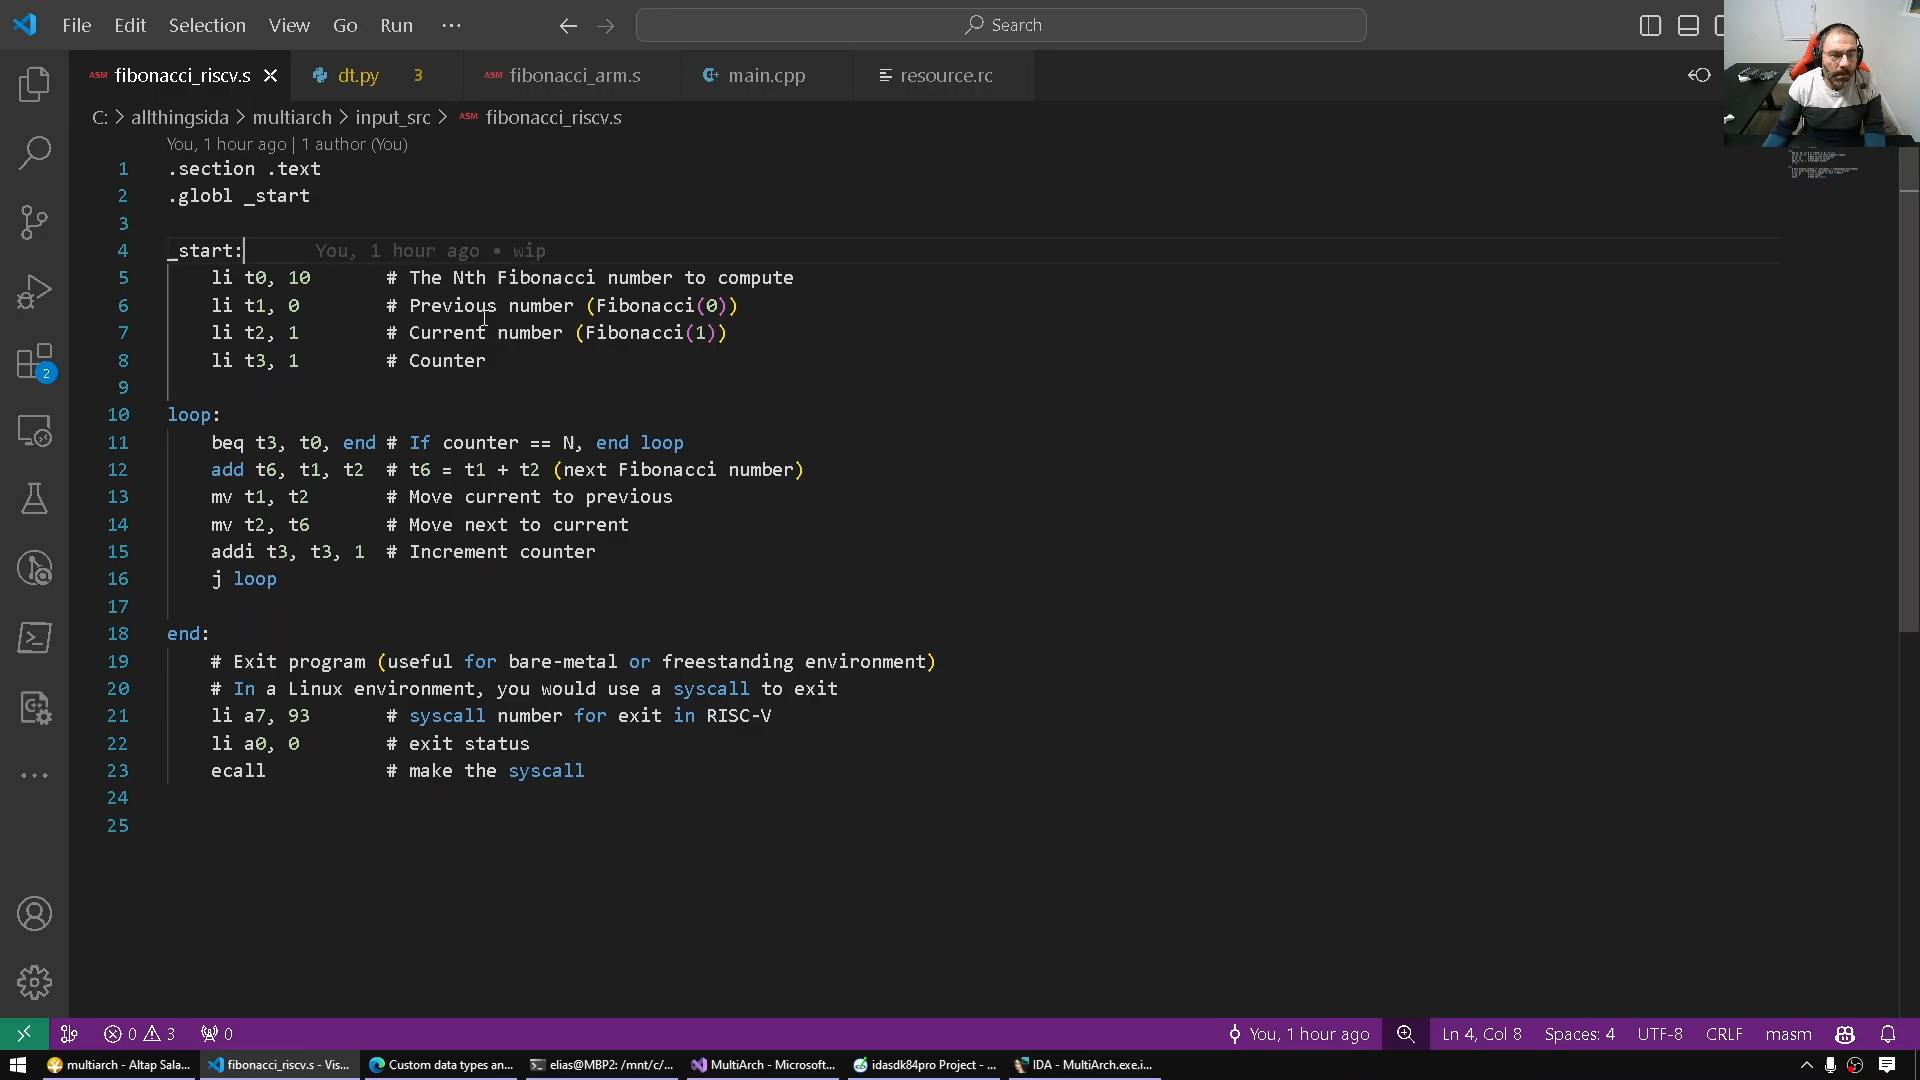 File Edit Selection View Go Run ··· Search
ASM fibonacci_riscv.s dt.py 3 ASM fibonacci_arm.s main.cpp resource.rc
C: > allthingsida > multiarch > input_src > ASM fibonacci_riscv.s
You, 1 hour ago | 1 author (You)
1 .section .text
2 .globl _start
3
4 _start: You, 1 hour ago • wip
5 li t0, 10 # The Nth Fibonacci number to compute
6 li t1, 0 # Previous number (Fibonacci(0))
7 li t2, 1 # Current number (Fibonacci(1))
8 li t3, 1 # Counter
9
10 loop:
11 beq t3, t0, end # If counter == N, end loop
12 add t6, t1, t2 # t6 = t1 + t2 (next Fibonacci number)
13 mv t1, t2 # Move current to previous
14 mv t2, t6 # Move next to current
15 addi t3, t3, 1 # Increment counter
16 j loop
17
18 end:
19 # Exit program (useful for bare-metal or freestanding environment)
20 # In a Linux environment, you would use a syscall to exit
21 li a7, 93 # syscall number for exit in RISC-V
22 li a0, 0 # exit status
23 ecall # make the syscall
24
25
2
0 3 0 You, 1 hour ago Ln 4, Col 8 Spaces: 4 UTF-8 CRLF masm
multiarch - Altap Sala... fibonacci_riscv.s - Vis... Custom data types an... elias@MBP2: /mnt/c/... MultiArch - Microsoft... idasdk84pro Project - ... IDA - MultiArch.exe.i...